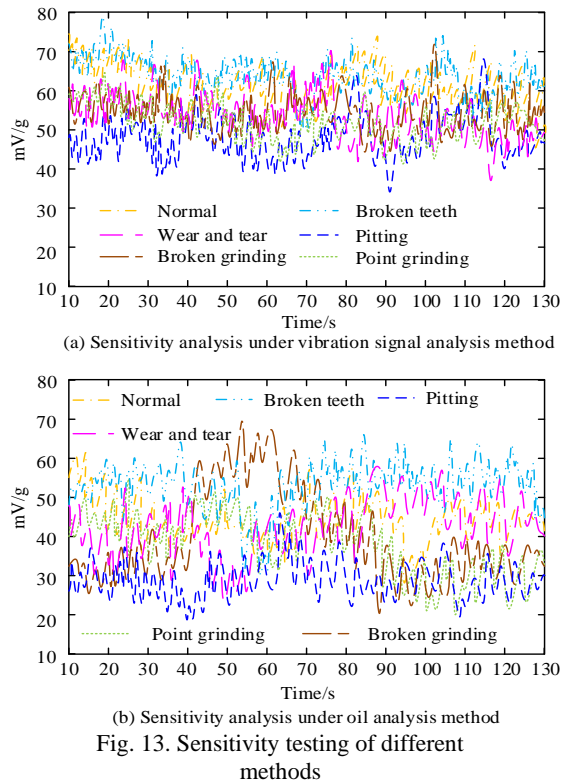 80
70
60
50
40
30
20
10
mV/g
Normal Broken teeth
Wear and tear Pitting
Broken grinding Point grinding
10 20 30 40 50 60 70 80 90 100 110 120 130
Time/s
(a) Sensitivity analysis under vibration signal analysis method
80
70
60
50
40
30
20
10
mV/g
Normal Broken teeth Pitting
Wear and tear
Point grinding Broken grinding
10 20 30 40 50 60 70 80 90 100 110 120 130
Time/s
(b) Sensitivity analysis under oil analysis method
Fig. 13. Sensitivity testing of different
methods